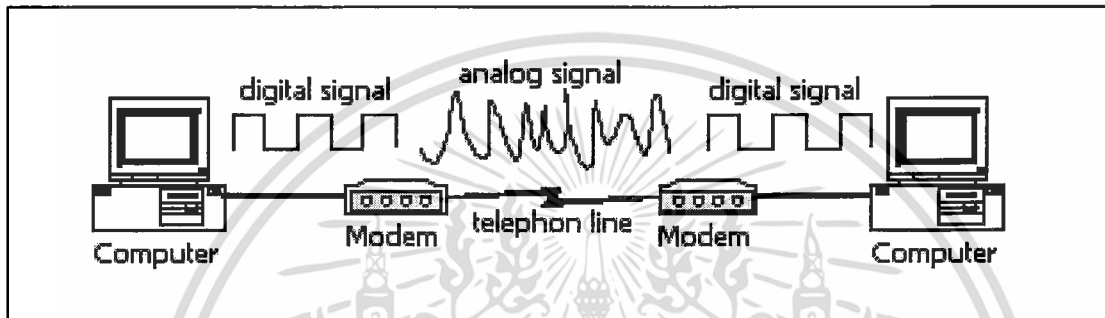 digital signal
analog signal
digital signal
Computer
Modem
telephon line
Modem
Computer